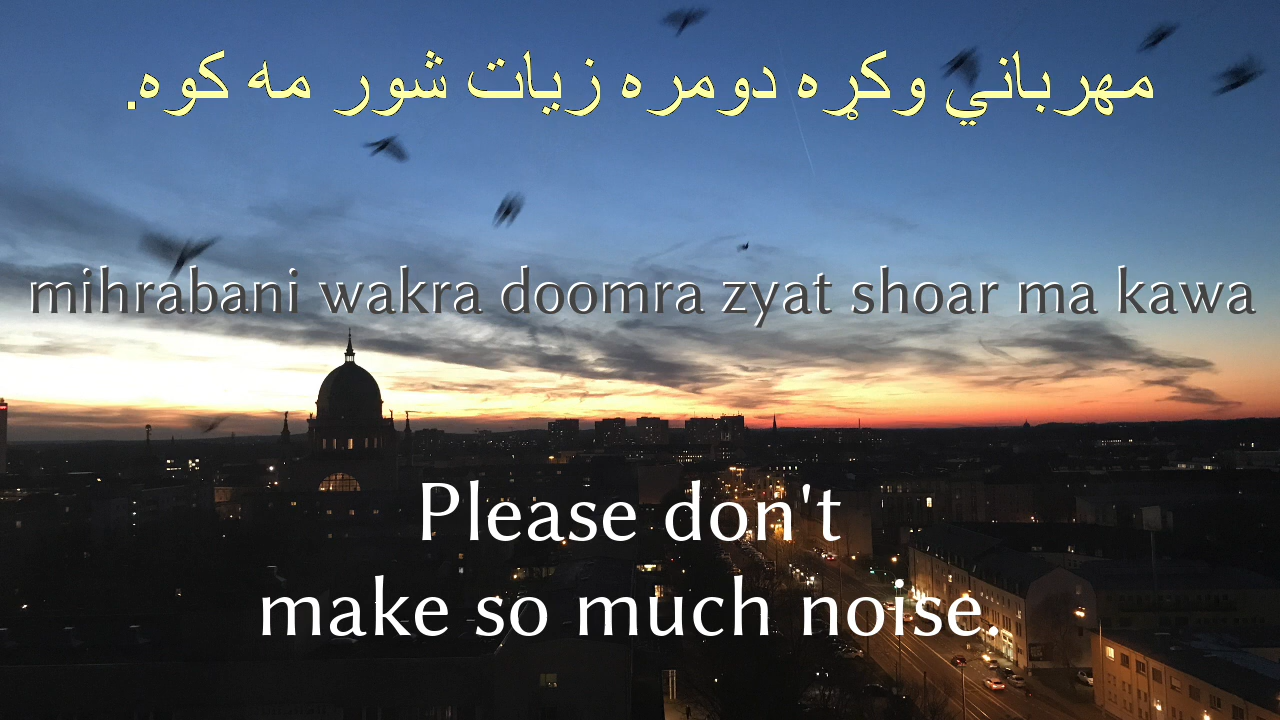 مهرباني وکړه دومره زيات شور مه کوه.
mihrabani wakra doomra zyat shoar ma kawa
Please don't
make so much noise.